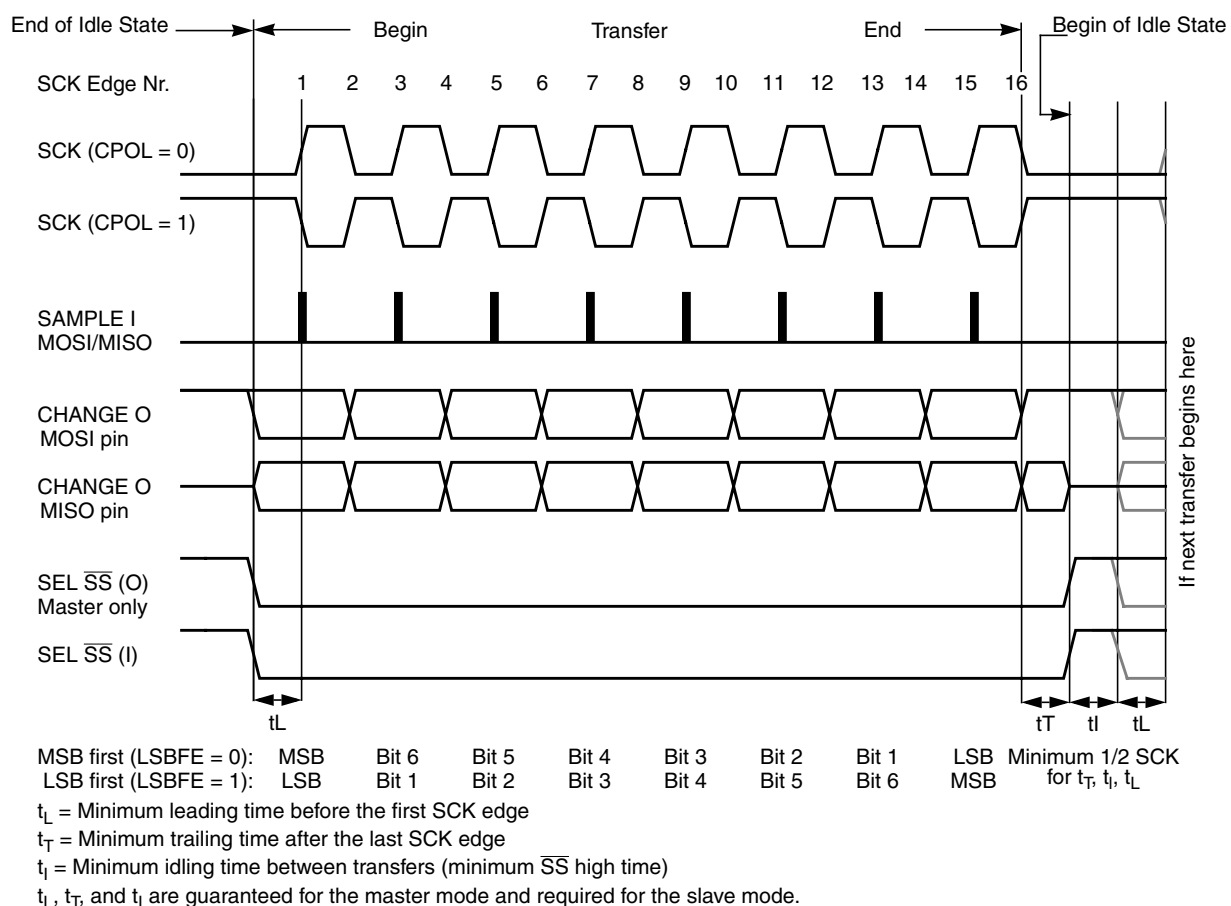 End of Idle State Begin Transfer End Begin of Idle State
SCK Edge Nr. 1 2 3 4 5 6 7 8 9 10 11 12 13 14 15 16
SCK (CPOL = 0)
SCK (CPOL = 1)
SAMPLE I
MOSI/MISO
CHANGE O
MOSI pin
CHANGE O
MISO pin
SEL SS (O)
Master only
SEL SS (I)
If next transfer begins here
tL tT tI tL
MSB first (LSBFE = 0): MSB Bit 6 Bit 5 Bit 4 Bit 3 Bit 2 Bit 1 LSB Minimum 1/2 SCK
LSB first (LSBFE = 1): LSB Bit 1 Bit 2 Bit 3 Bit 4 Bit 5 Bit 6 MSB for tT, tl, tL
tL = Minimum leading time before the first SCK edge
tT = Minimum trailing time after the last SCK edge
tI = Minimum idling time between transfers (minimum SS high time)
tL, tT, and tI are guaranteed for the master mode and required for the slave mode.